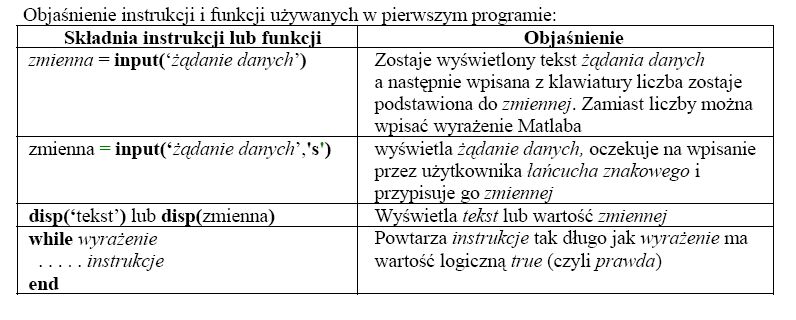 Objaśnienie instrukcji i funkcji używanych w pierwszym programie:
Składnia instrukcji lub funkcji
Objaśnienie
zmienna = input(‘żądanie danych’)
Zostaje wyświetlony tekst żądania danych
a następnie wpisana z klawiatury liczba zostaje
podstawiona do zmiennej. Zamiast liczby można
wpisać wyrażenie Matlaba
zmienna = input(‘żądanie danych’,'s')
wyświetla żądanie danych, oczekuje na wpisanie
przez użytkownika łańcucha znakowego i
przypisuje go zmiennej
disp(‘tekst’) lub disp(zmienna)
Wyświetla tekst lub wartość zmiennej
while wyrażenie
. . . . . instrukcje
end
Powtarza instrukcje tak długo jak wyrażenie ma
wartość logiczną true (czyli prawda)